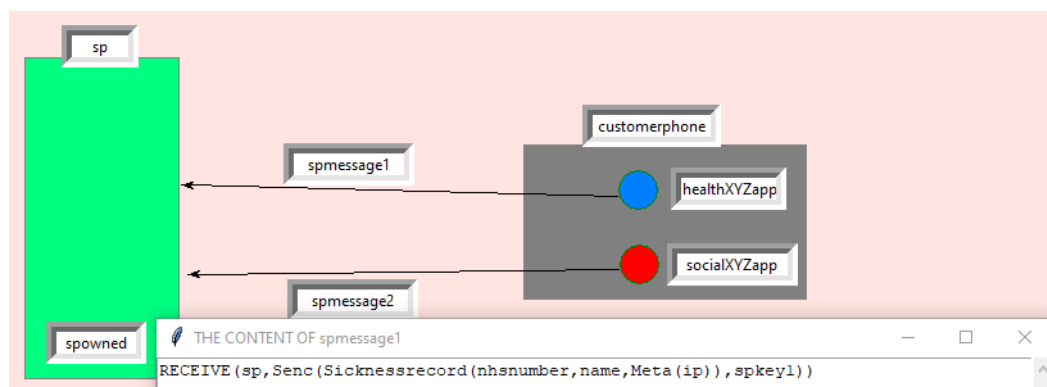 sp
customerphone
spmessage1
healthXYZapp
socialXYZapp
spmessage2
spowned
THE CONTENT OF spmessage1
RECEIVE(sp,Senc(Sicknessrecord(nhsnumber,name,Meta(ip)),spkey1))